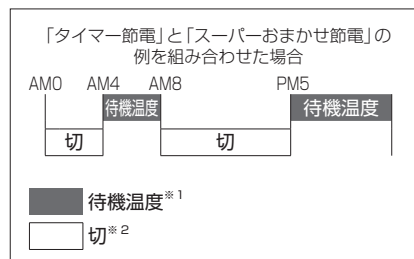 「タイマー節電」と「スーパーおまかせ節電」の
例を組み合わせた場合
AM0 AM4 AM8 PM5
待機温度 待機温度
切 切
待機温度※1
切※2